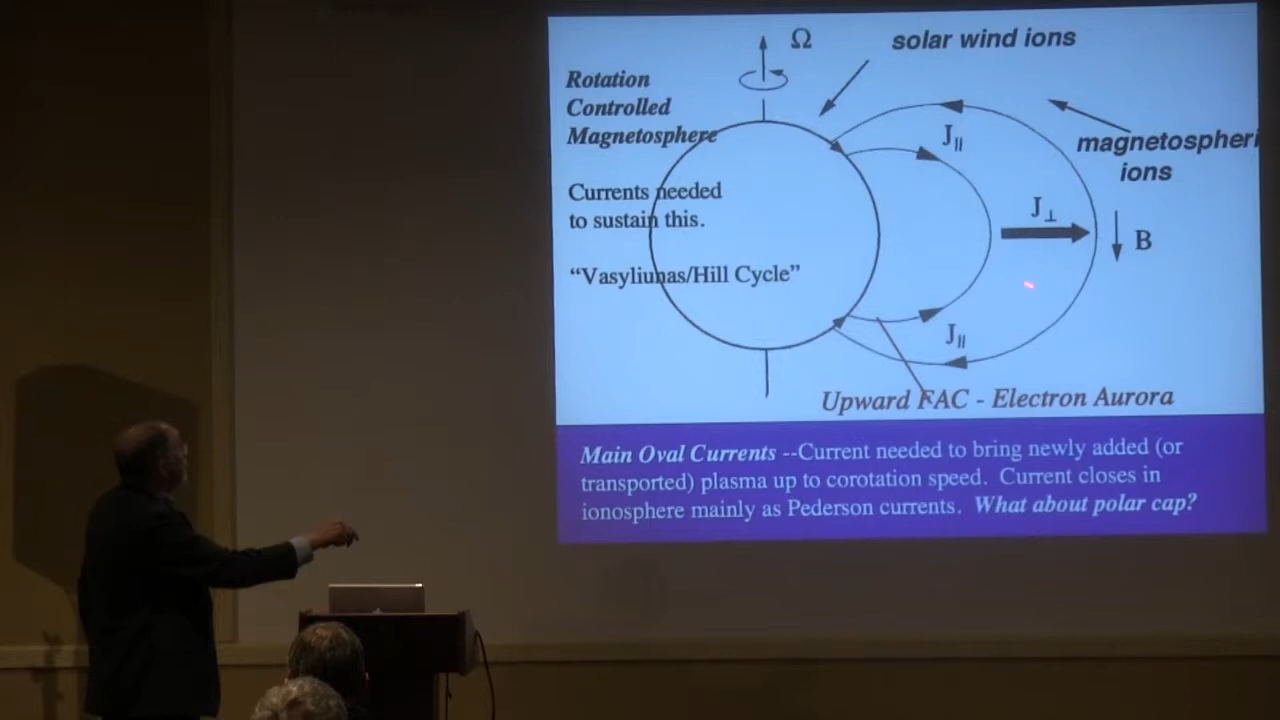 Ω
solar wind ions
Rotation
Controlled
Magnetosphere
J||
magnetospheri
ions
Currents needed
to sustain this.
J⊥
B
“Vasyliunas/Hill Cycle”
J||
Upward FAC - Electron Aurora
Main Oval Currents --Current needed to bring newly added (or
transported) plasma up to corotation speed. Current closes in
ionosphere mainly as Pederson currents. What about polar cap?